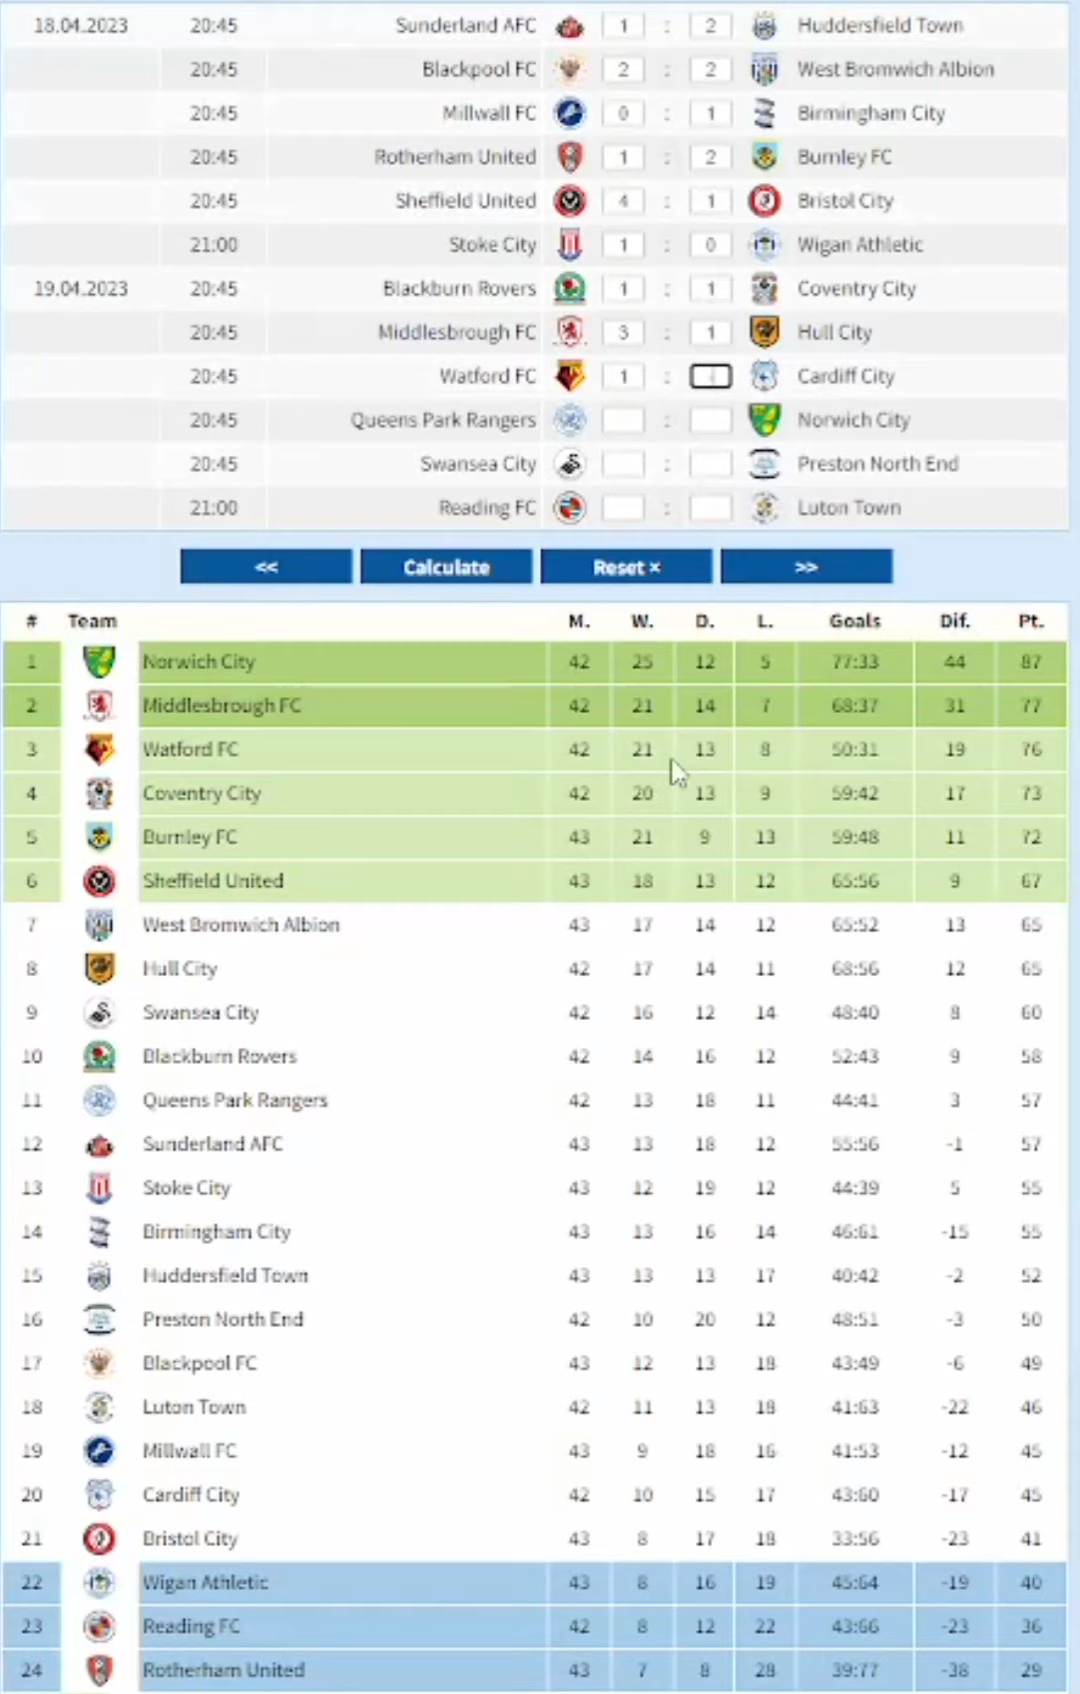 18.04.2023 20:45 Sunderland AFC 1 : 2 Huddersfield Town
20:45 Blackpool FC 2 : 2 West Bromwich Albion
20:45 Millwall FC 0 : 1 Birmingham City
20:45 Rotherham United 1 : 2 Burnley FC
20:45 Sheffield United 4 : 1 Bristol City
21:00 Stoke City 1 : 0 Wigan Athletic
19.04.2023 20:45 Blackburn Rovers 1 : 1 Coventry City
20:45 Middlesbrough FC 3 : 1 Hull City
20:45 Watford FC 1 : Cardiff City
20:45 Queens Park Rangers : Norwich City
20:45 Swansea City : Preston North End
21:00 Reading FC : Luton Town
<< Calculate Reset × >>
# Team M. W. D. L. Goals Dif. Pt.
1 Norwich City 42 25 12 5 77:33 44 87
2 Middlesbrough FC 42 21 14 7 68:37 31 77
3 Watford FC 42 21 13 8 50:31 19 76
4 Coventry City 42 20 13 9 59:42 17 73
5 Burnley FC 43 21 9 13 59:48 11 72
6 Sheffield United 43 18 13 12 65:56 9 67
7 West Bromwich Albion 43 17 14 12 65:52 13 65
8 Hull City 42 17 14 11 68:56 12 65
9 Swansea City 42 16 12 14 48:40 8 60
10 Blackburn Rovers 42 14 16 12 52:43 9 58
11 Queens Park Rangers 42 13 18 11 44:41 3 57
12 Sunderland AFC 43 13 18 12 55:56 -1 57
13 Stoke City 43 12 19 12 44:39 5 55
14 Birmingham City 43 13 16 14 46:61 -15 55
15 Huddersfield Town 43 13 13 17 40:42 -2 52
16 Preston North End 42 10 20 12 48:51 -3 50
17 Blackpool FC 43 12 13 18 43:49 -6 49
18 Luton Town 42 11 13 18 41:63 -22 46
19 Millwall FC 43 9 18 16 41:53 -12 45
20 Cardiff City 42 10 15 17 43:60 -17 45
21 Bristol City 43 8 17 18 33:56 -23 41
22 Wigan Athletic 43 8 16 19 45:64 -19 40
23 Reading FC 42 8 12 22 43:66 -23 36
24 Rotherham United 43 7 8 28 39:77 -38 29